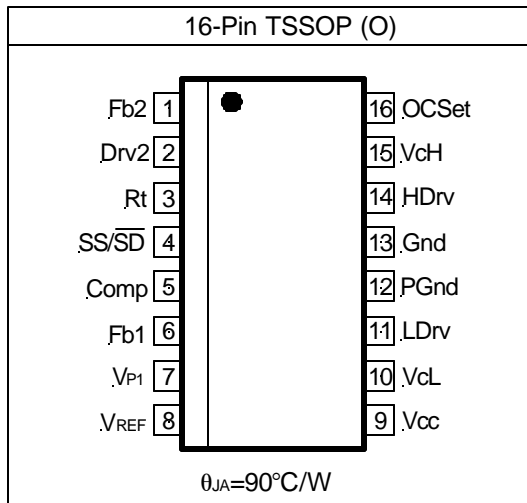 16-Pin TSSOP (O)
Fb2 1
16 OCSet
Drv2 2
15 VcH
Rt 3
14 HDrv
SS/S̅D̅ 4
13 Gnd
Comp 5
12 PGnd
Fb1 6
11 LDrv
VP1 7
10 VcL
VREF 8
9 Vcc
θJA=90°C/W